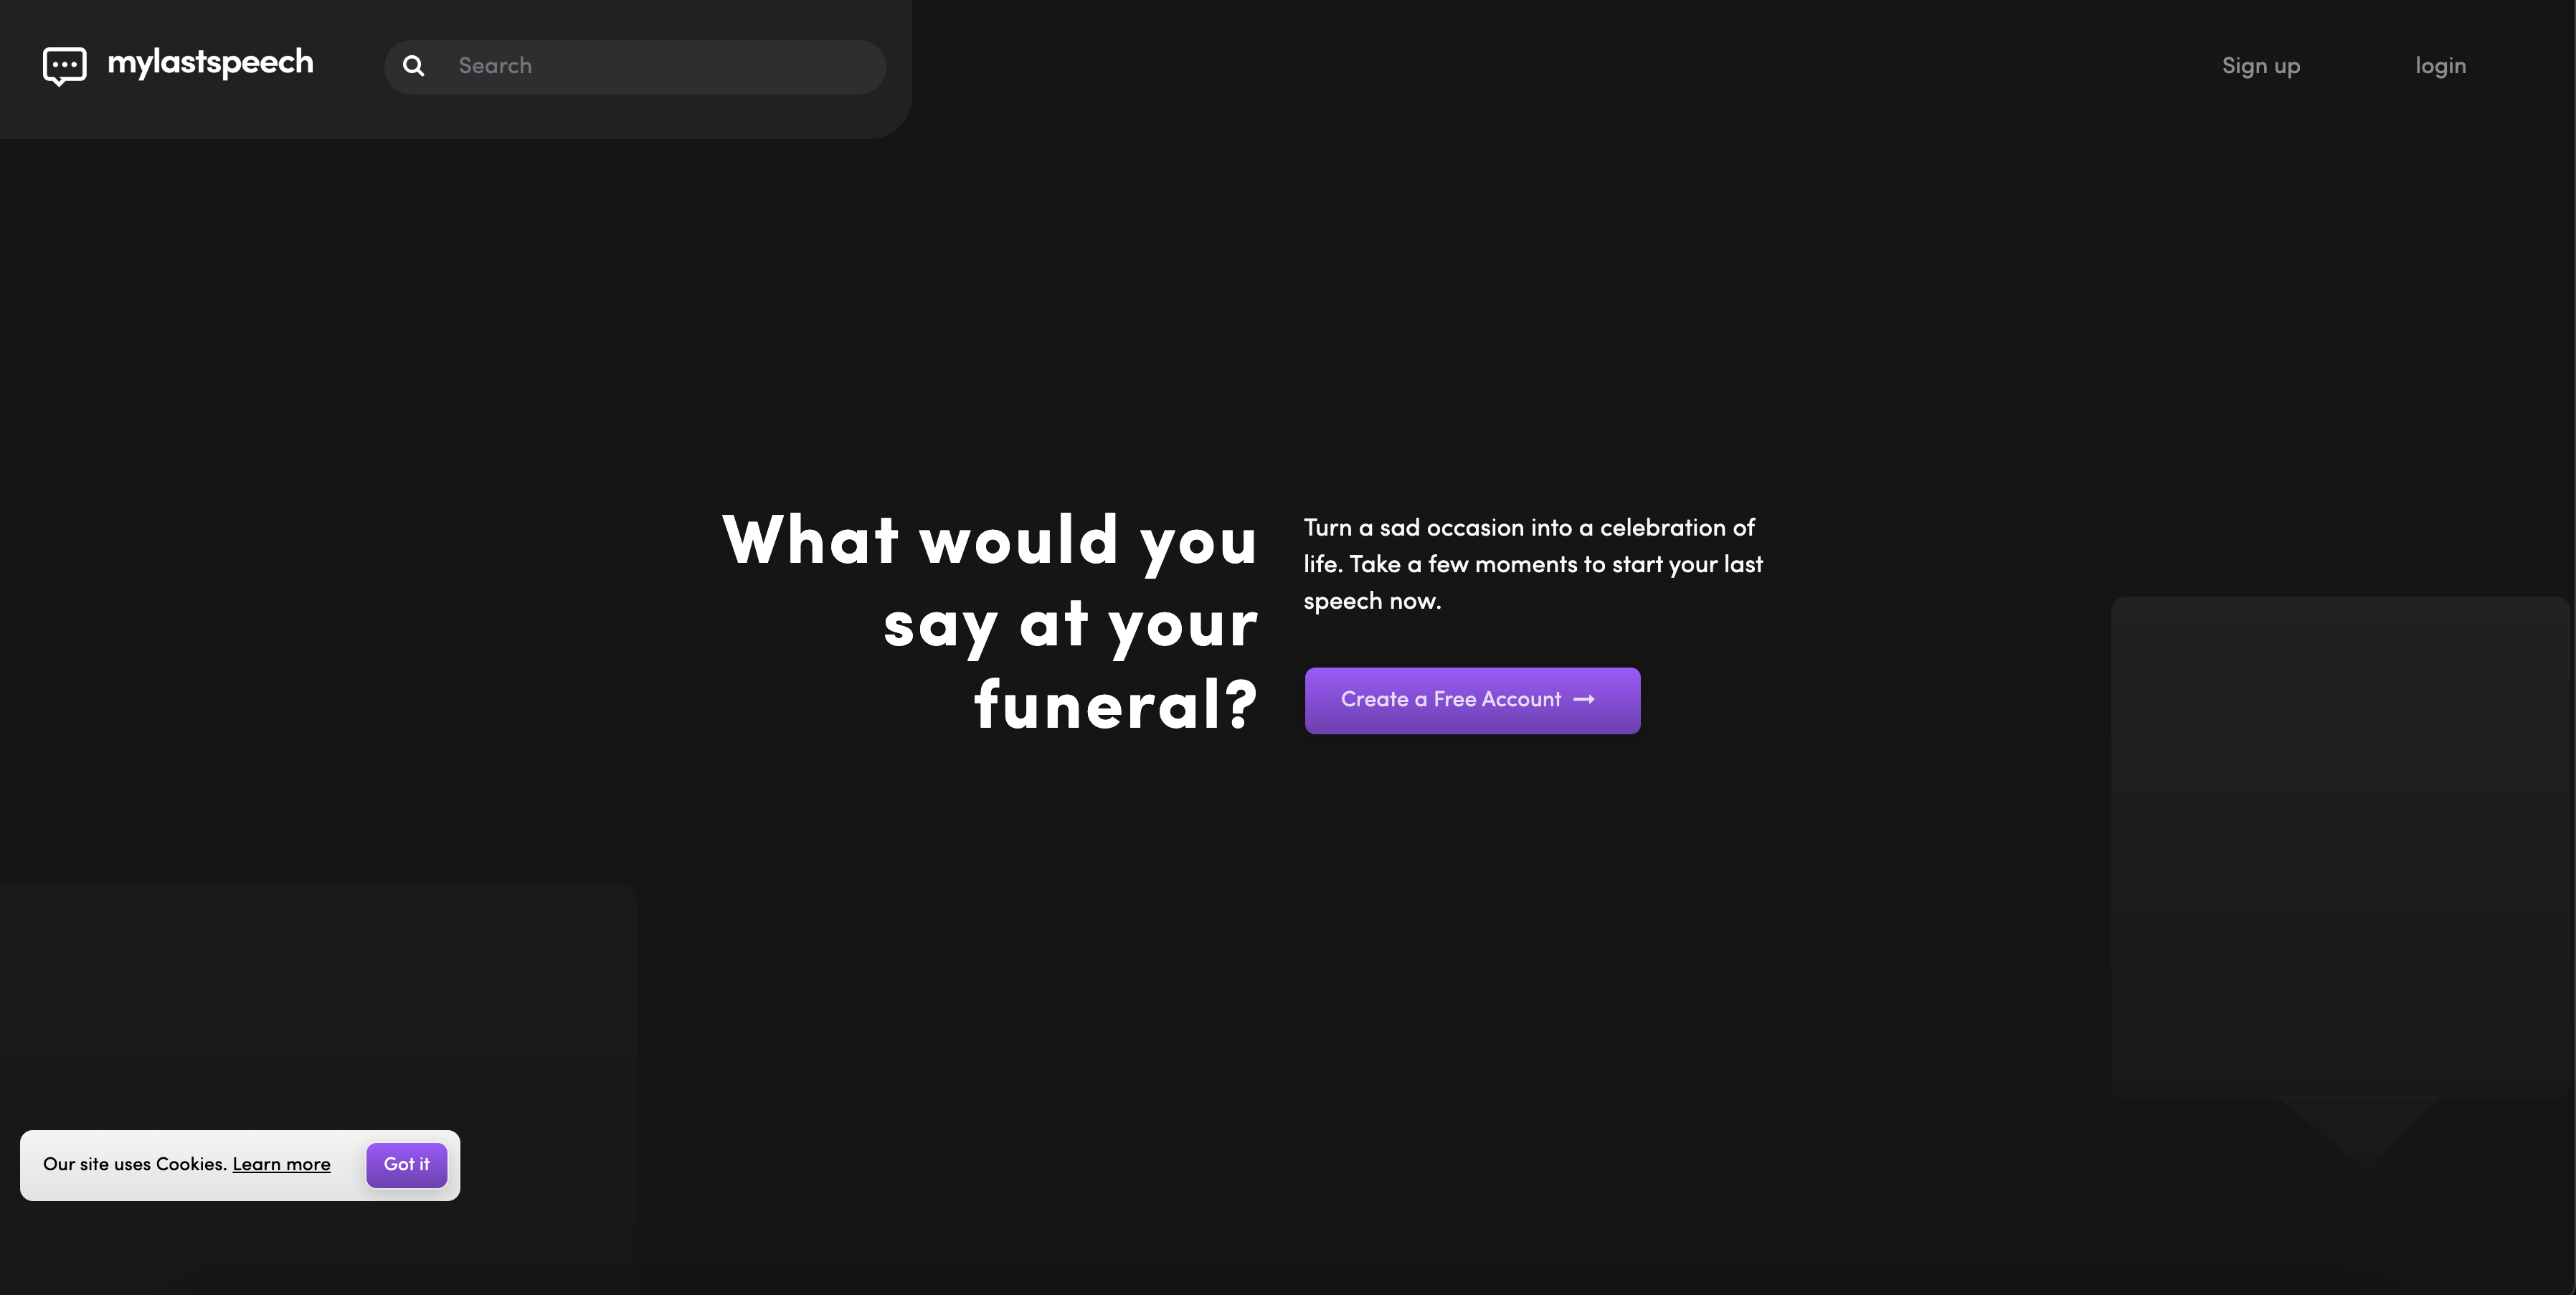 mylastspeech
Search
Sign up
login
What would you
say at your
funeral?
Turn a sad occasion into a celebration of
life. Take a few moments to start your last
speech now.
Create a Free Account →
Our site uses Cookies. Learn more
Got it